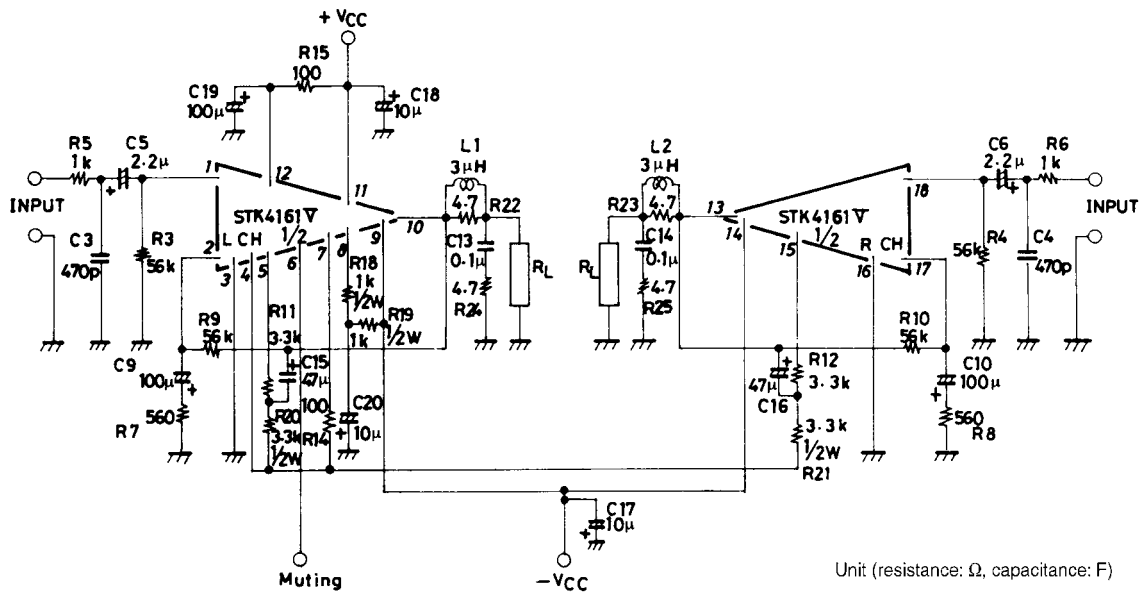 + VCC
R15
100
C19
100μ
+
+
C18
10μ
R5
1k
C5
2.2μ
+
1
12
11
L1
3μH
4.7
R22
L2
3μH
R23
4.7
13
C6
2.2μ
+
R6
1k
18
INPUT
INPUT
C3
470p
R3
56k
2
L CH
STK4161V
1/2
3
4
5
6
7
8
9
10
R18
1k
1/2W
R19
1k
1/2W
C13
0.1μ
4.7
R24
RL
RL
C14
0.1μ
4.7
R25
14
15
STK4161V
1/2
R CH
16
17
R4
56k
C4
470p
R9
56k
R11
3.3k
C15
47μ
+
C9
100μ
+
560
R7
R20
3.3k
1/2W
100
R14
C20
10μ
+
47μ
C16
+
R12
3.3k
3.3k
1/2W
R21
R10
56k
C10
100μ
+
560
R8
C17
10μ
+
Muting
−VCC
Unit (resistance: Ω, capacitance: F)